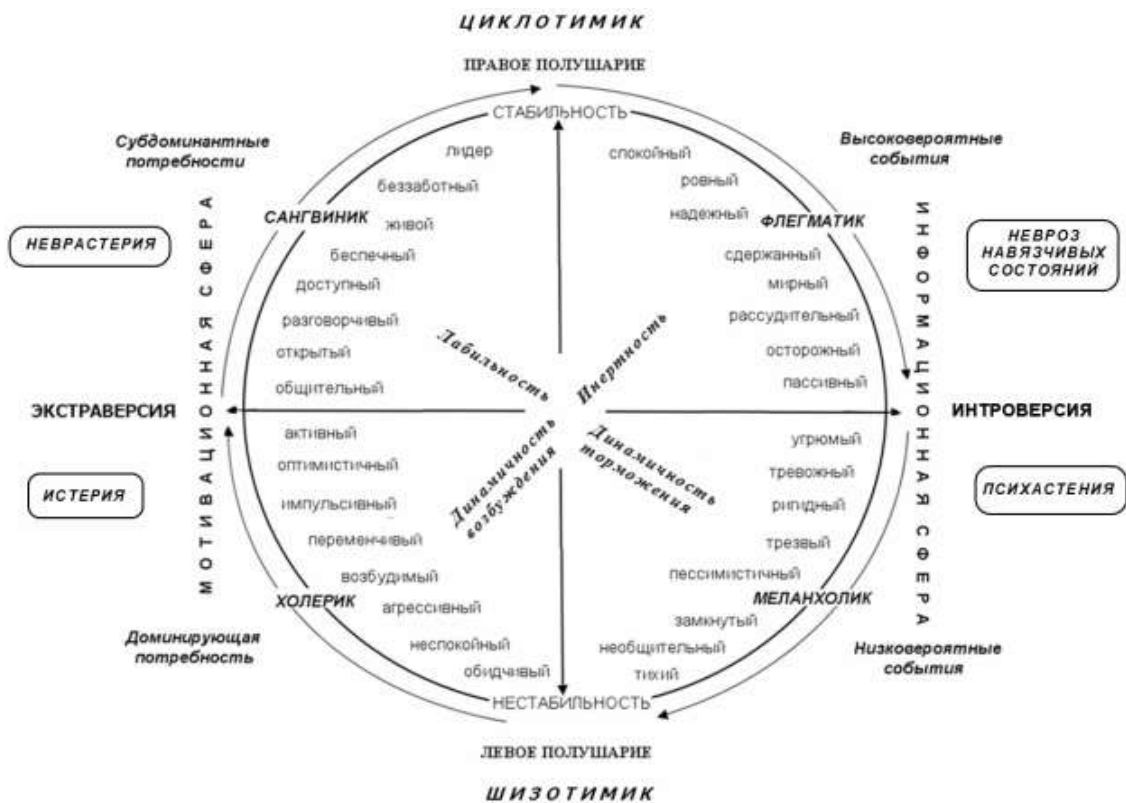 ЦИКЛОТИМИК
ПРАВОЕ ПОЛУШАРИЕ
СТАБИЛЬНОСТЬ
Субдоминантные
потребности
Высоковероятные
события
НЕВРАСТЕРИЯ
МОТИВАЦИОННАЯ СФЕРА
САНГВИНИК
лидер
беззаботный
живой
беспечный
доступный
разговорчивый
открытый
общительный
Лабильность
спокойный
ровный
надежный
ФЛЕГМАТИК
сдержанный
мирный
рассудительный
осторожный
пассивный
Инертность
ИНФОРМАЦИОННАЯ СФЕРА
НЕВРОЗ
НАВЯЗЧИВЫХ
СОСТОЯНИЙ
ЭКСТРАВЕРСИЯ
ИНТРОВЕРСИЯ
ИСТЕРИЯ
активный
оптимистичный
импульсивный
переменчивый
возбудимый
ХОЛЕРИК
агрессивный
неспокойный
обидчивый
Динамичность
возбуждения
Динамичность
торможения
угрюмый
тревожный
ригидный
трезвый
пессимистичный
МЕЛАНХОЛИК
замкнутый
необщительный
тихий
ПСИХАСТЕНИЯ
Доминирующая
потребность
Низковероятные
события
НЕСТАБИЛЬНОСТЬ
ЛЕВОЕ ПОЛУШАРИЕ
ШИЗОТИМИК